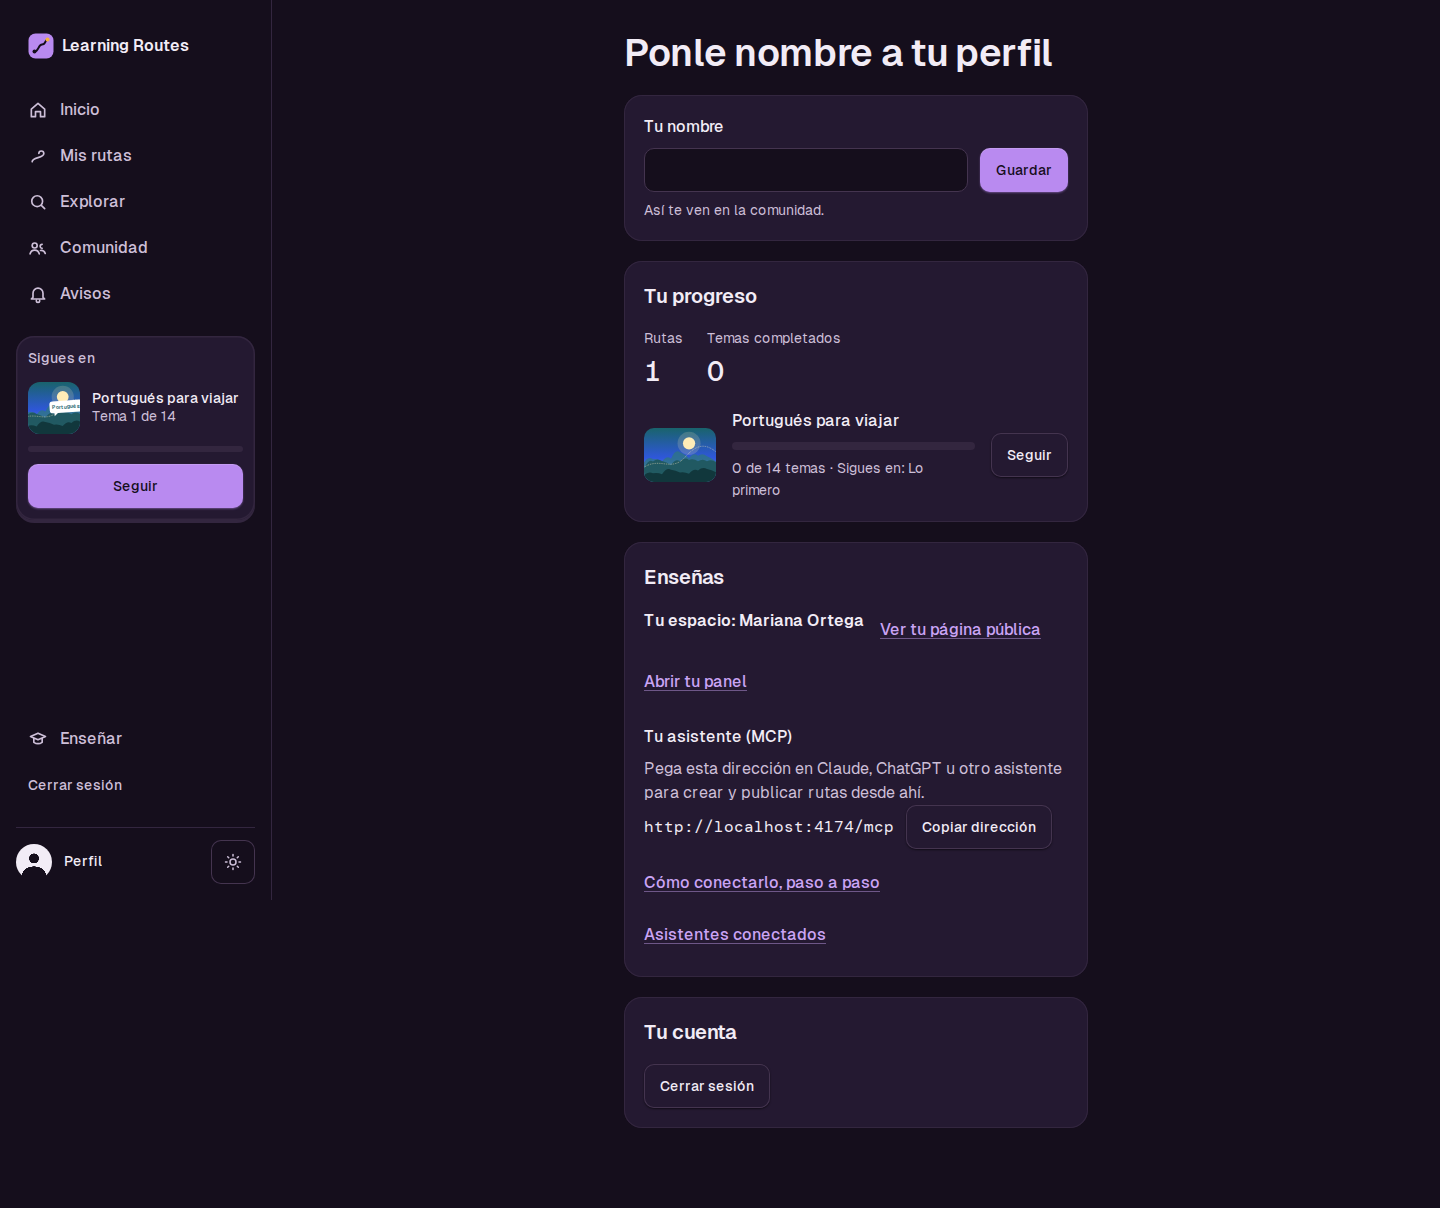 Learning Routes
Inicio
Mis rutas
Explorar
Comunidad
Avisos
Sigues en
Portugués para viajar
Tema 1 de 14
Seguir
Enseñar
Cerrar sesión
Perfil
Ponle nombre a tu perfil
Tu nombre
Guardar
Así te ven en la comunidad.
Tu progreso
Rutas
Temas completados
1
0
Portugués para viajar
0 de 14 temas · Sigues en: Lo
primero
Seguir
Enseñas
Tu espacio: Mariana Ortega
Ver tu página pública
Abrir tu panel
Tu asistente (MCP)
Pega esta dirección en Claude, ChatGPT u otro asistente
para crear y publicar rutas desde ahí.
http://localhost:4174/mcp
Copiar dirección
Cómo conectarlo, paso a paso
Asistentes conectados
Tu cuenta
Cerrar sesión